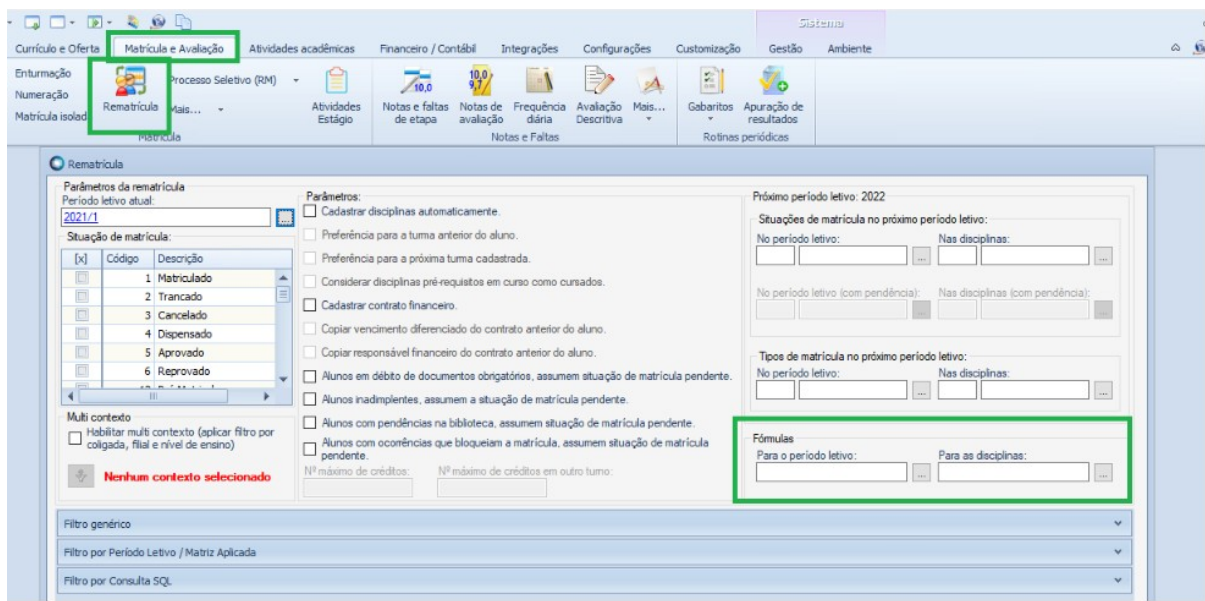 Sistema
Currículo e Oferta Matrícula e Avaliação Atividades acadêmicas Financeiro / Contábil Integrações Configurações Customização Gestão Ambiente
Enturmação
Numeração
Matrícula isolad
Rematrícula
Processo Seletivo (RM)
Mais...
Matrícula
Atividades
Estágio
10,0
Notas e faltas
de etapa
10,0
9,7
Notas de
avaliação
Frequência
diária
Avaliação
Descritiva
Mais...
Notas e Faltas
Gabaritos
Apuração de
resultados
Rotinas periódicas
Rematrícula
Parâmetros da rematrícula
Período letivo atual:
2021/1
...
Situação de matrícula:
[x] Código Descrição
1 Matriculado
2 Trancado
3 Cancelado
4 Dispensado
5 Aprovado
6 Reprovado
Multi contexto
Habilitar multi contexto (aplicar filtro por
coligada, filial e nível de ensino)
Nenhum contexto selecionado
Parâmetros:
Cadastrar disciplinas automaticamente.
Preferência para a turma anterior do aluno.
Preferência para a próxima turma cadastrada.
Considerar disciplinas pré-requistos em curso como cursados.
Cadastrar contrato financeiro.
Copiar vencimento diferenciado do contrato anterior do aluno.
Copiar responsável financeiro do contrato anterior do aluno.
Alunos em débito de documentos obrigatórios, assumem situação de matrícula pendente.
Alunos inadimplentes, assumem a situação de matrícula pendente.
Alunos com pendências na biblioteca, assumem situação de matrícula pendente.
Alunos com ocorrências que bloqueiam a matrícula, assumem situação de matrícula
pendente.
Nº máximo de créditos: Nº máximo de créditos em outro turno:
Próximo período letivo: 2022
Situações de matrícula no próximo período letivo:
No período letivo: Nas disciplinas:
... ...
No período letivo (com pendência): Nas disciplinas (com pendência):
... ...
Tipos de matrícula no próximo período letivo:
No período letivo: Nas disciplinas:
... ...
Fórmulas
Para o período letivo: Para as disciplinas:
... ...
Filtro genérico
Filtro por Período Letivo / Matriz Aplicada
Filtro por Consulta SQL